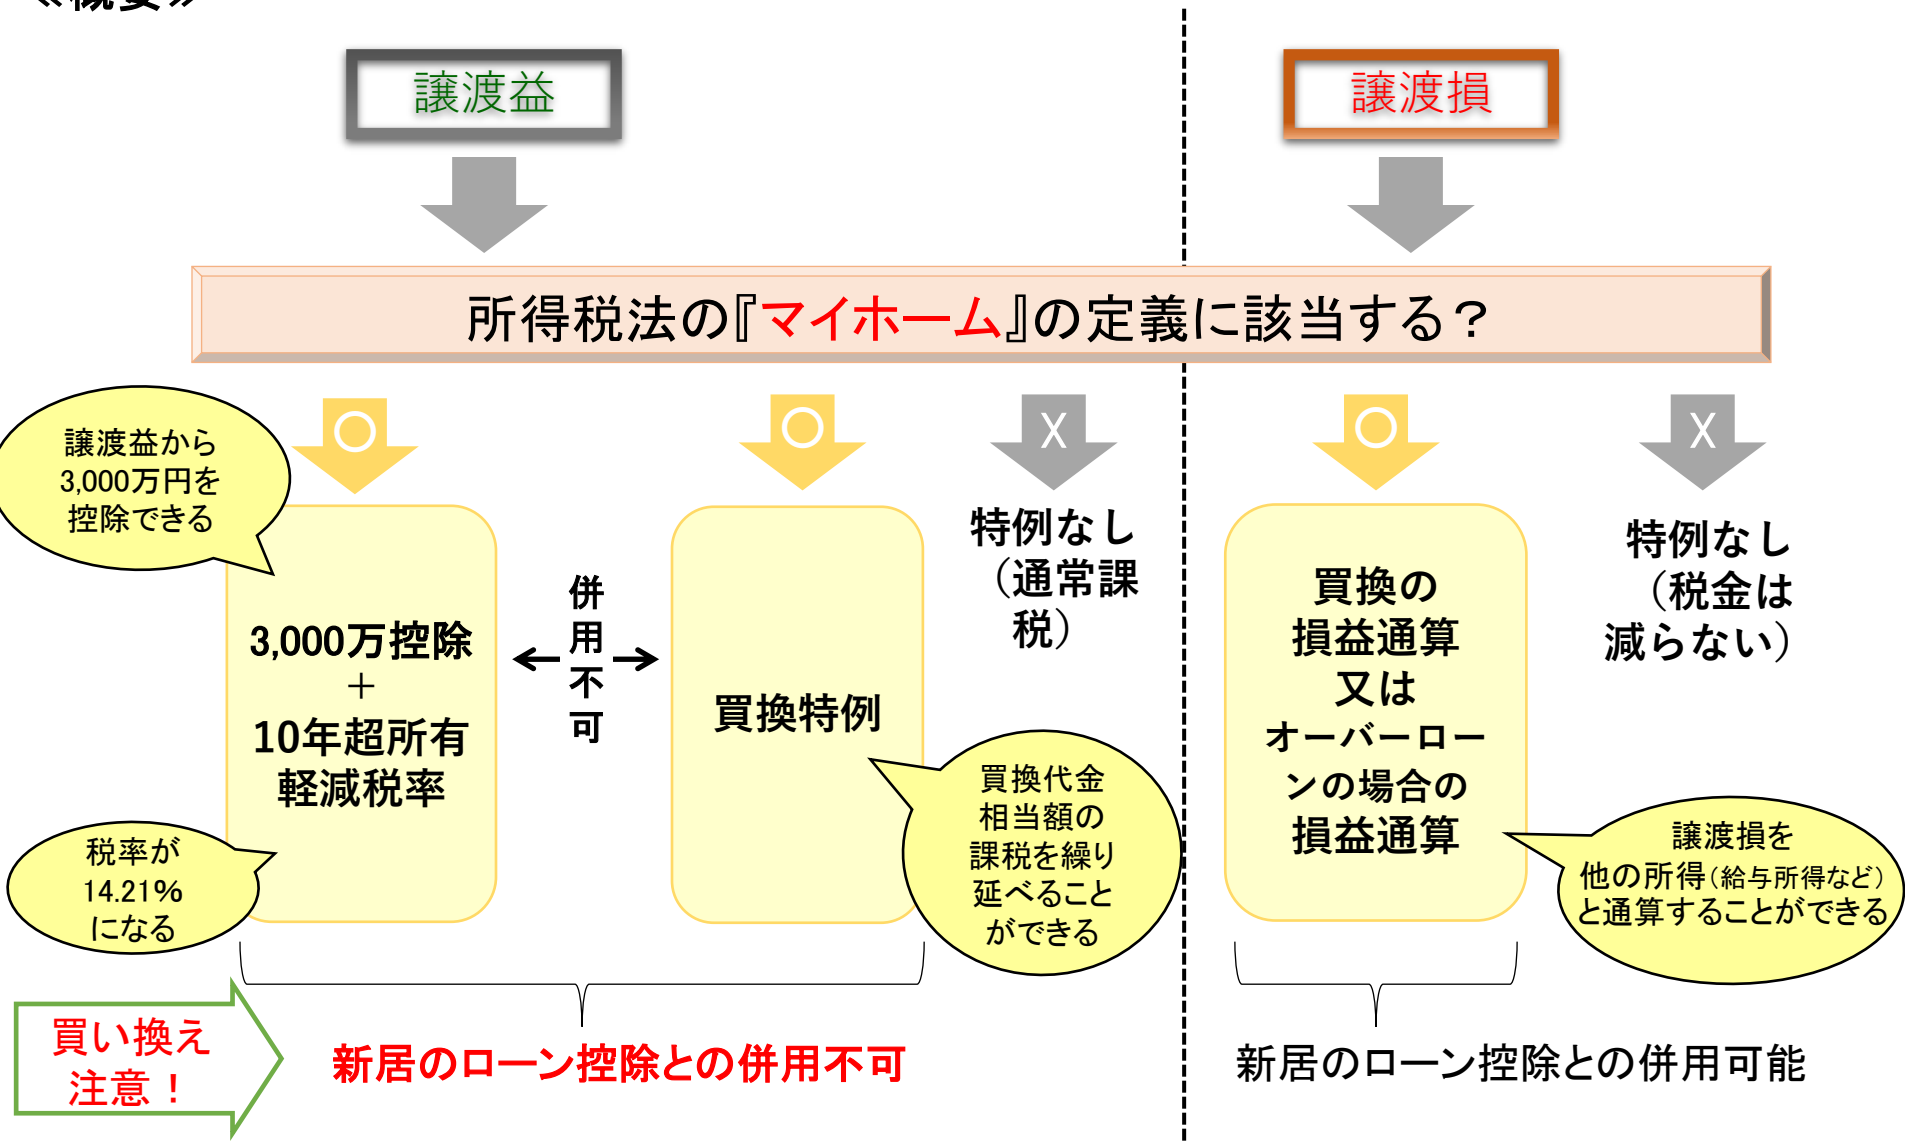 ≪概要≫
譲渡益
譲渡損
所得税法の『マイホーム』の定義に該当する？
〇
〇
X
〇
X
譲渡益から
3,000万円を
控除できる
3,000万控除
＋
10年超所有
軽減税率
税率が
14.21%
になる
併
用
不
可
買換特例
特例なし
（通常課
税）
買換代金
相当額の
課税を繰り
延べること
ができる
買換の
損益通算
又は
オーバーロー
ンの場合の
損益通算
特例なし
（税金は
減らない）
譲渡損を
他の所得（給与所得など）
と通算することができる
買い換え
注意！
新居のローン控除との併用不可
新居のローン控除との併用可能